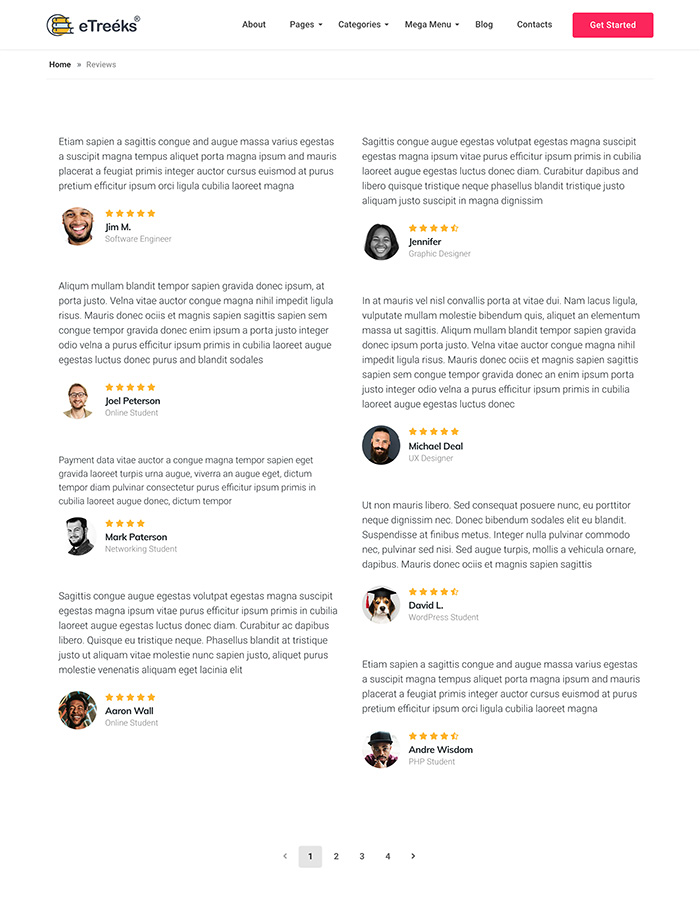 eTreéks®
About Pages Categories Mega Menu Blog Contacts Get Started
Home » Reviews
Etiam sapien a sagittis congue and augue massa varius egestas
a suscipit magna tempus aliquet porta magna ipsum and mauris
placerat a feugiat primis integer auctor cursus euismod at purus
pretium efficitur ipsum orci ligula cubilia laoreet magna
Jim M.
Software Engineer
Aliqum mullam blandit tempor sapien gravida donec ipsum, at
porta justo. Velna vitae auctor congue magna nihil impedit ligula
risus. Mauris donec ociis et magnis sapien sagittis sapien sem
congue tempor gravida donec enim ipsum a porta justo integer
odio velna a purus efficitur ipsum primis in cubilia laoreet augue
egestas luctus donec purus and blandit sodales
Joel Peterson
Online Student
Payment data vitae auctor a congue magna tempor sapien eget
gravida laoreet turpis urna augue, viverra an augue eget, dictum
tempor diam pulvinar consectetur purus efficitur ipsum primis in
cubilia laoreet augue donec, dictum tempor
Mark Paterson
Networking Student
Sagittis congue augue egestas volutpat egestas magna suscipit
egestas magna ipsum vitae purus efficitur ipsum primis in cubilia
laoreet augue egestas luctus donec diam. Curabitur ac dapibus
libero. Quisque eu tristique neque. Phasellus blandit at tristique
justo ut aliquam vitae molestie nunc sapien justo, aliquet purus
molestie venenatis aliquam eget lacinia elit
Aaron Wall
Online Student
Sagittis congue augue egestas volutpat egestas magna suscipit
egestas magna ipsum vitae purus efficitur ipsum primis in cubilia
laoreet augue egestas luctus donec diam. Curabitur dapibus and
libero quisque tristique neque phasellus blandit tristique justo
aliquam justo suscipit in magna dignissim
Jennifer
Graphic Designer
In at mauris vel nisl convallis porta at vitae dui. Nam lacus ligula,
vulputate mullam molestie bibendum quis, aliquet an elementum
massa ut sagittis. Aliqum mullam blandit tempor sapien gravida
donec ipsum porta justo. Velna vitae auctor congue magna nihil
impedit ligula risus. Mauris donec ociis et magnis sapien sagittis
sapien sem congue tempor gravida donec an enim ipsum porta
justo integer odio velna a purus efficitur ipsum primis in cubilia
laoreet augue egestas luctus donec
Michael Deal
UX Designer
Ut non mauris libero. Sed consequat posuere nunc, eu porttitor
neque dignissim nec. Donec bibendum sodales elit eu blandit.
Suspendisse at finibus metus. Integer nulla pulvinar commodo
nec, pulvinar sed nisi. Sed augue turpis, mollis a vehicula ornare,
dapibus. Mauris donec ociis et magnis sapien sagittis
David L.
WordPress Student
Etiam sapien a sagittis congue and augue massa varius egestas
a suscipit magna tempus aliquet porta magna ipsum and mauris
placerat a feugiat primis integer auctor cursus euismod at purus
pretium efficitur ipsum orci ligula cubilia laoreet magna
Andre Wisdom
PHP Student
‹ 1 2 3 4 ›